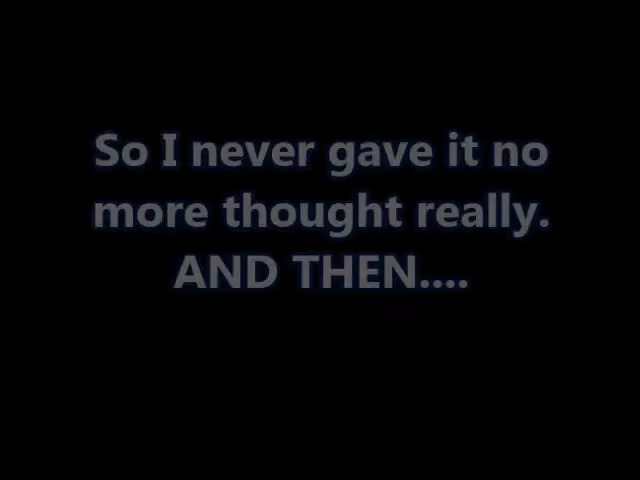 So I never gave it no
more thought really.
AND THEN....